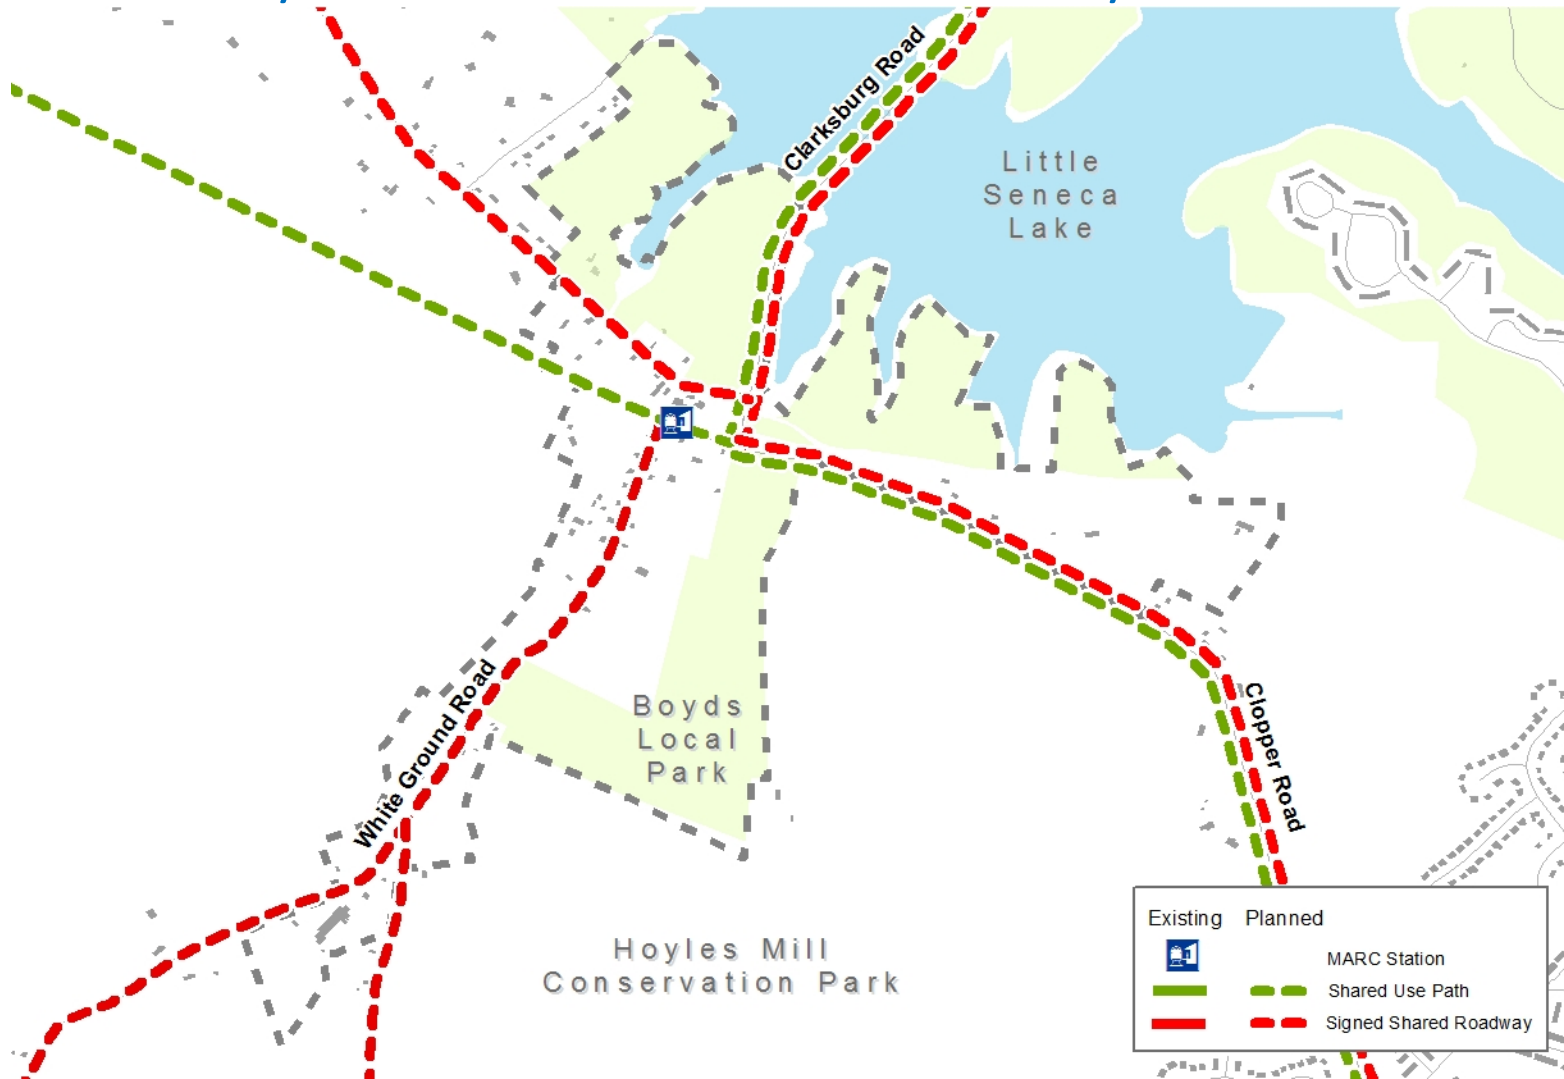 Clarksburg Road
Little
Seneca
Lake
Boyds
Local
Park
White Ground Road
Clopper Road
Hoyles Mill
Conservation Park
Existing Planned
MARC Station
Shared Use Path
Signed Shared Roadway